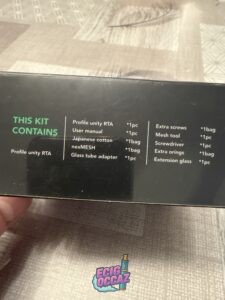 THIS KIT
CONTAINS
Profile unity RTA
Profile unity RTA *1pc
User manual *1pc
Japanese cotton *1bag
nexMESH *1bag
Glass tube adapter *1pc
Extra screws *1bag
Mesh tool *1pc
Screwdriver *1pc
Extra orings *1bag
Extension glass *1pc
ECIG
OCCAZ